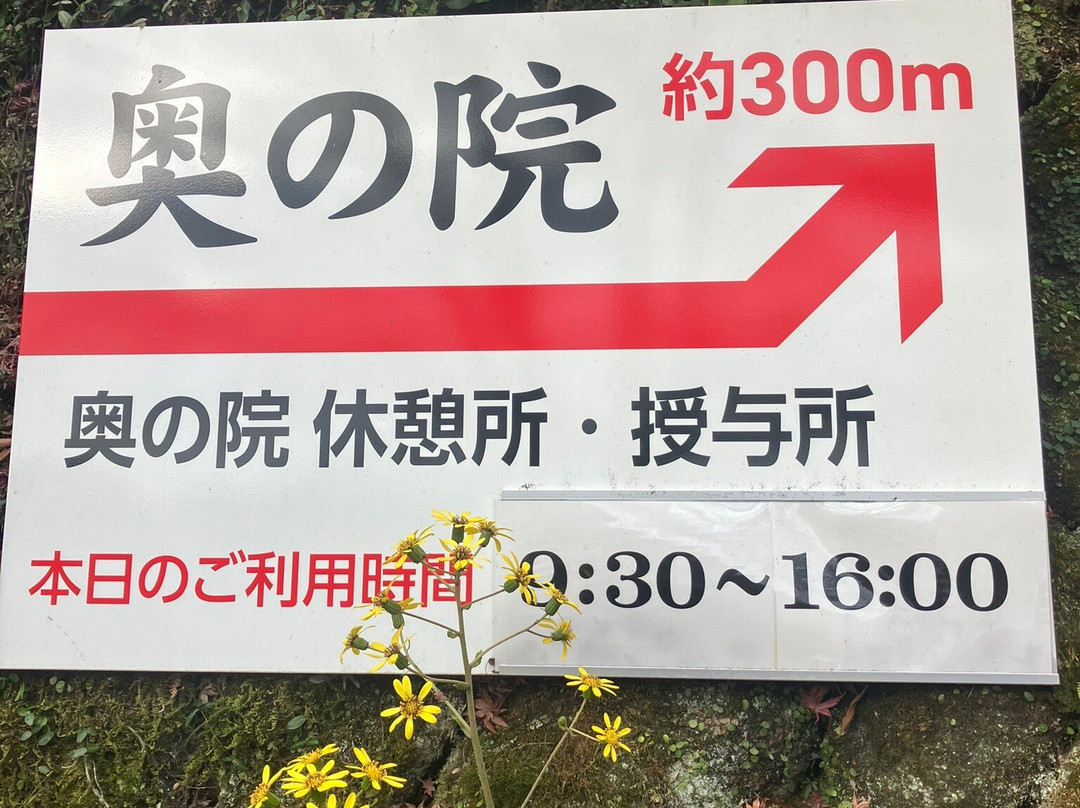 奥の院
約300m
奥の院 休憩所・授与所
本日のご利用時間 9:30~16:00